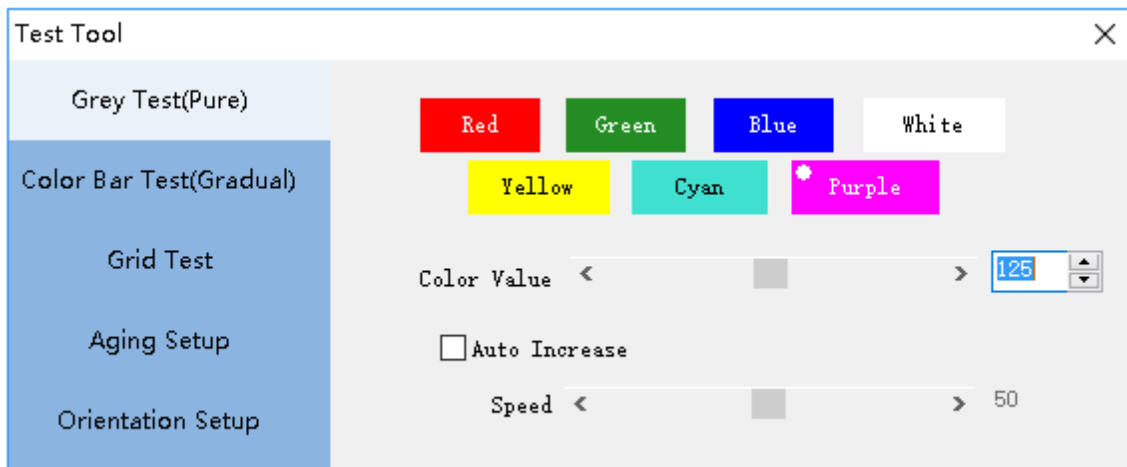 Test Tool
Grey Test(Pure)
Color Bar Test(Gradual)
Grid Test
Aging Setup
Orientation Setup
Red Green Blue White
Yellow Cyan Purple
Color Value 125
Auto Increase
Speed 50